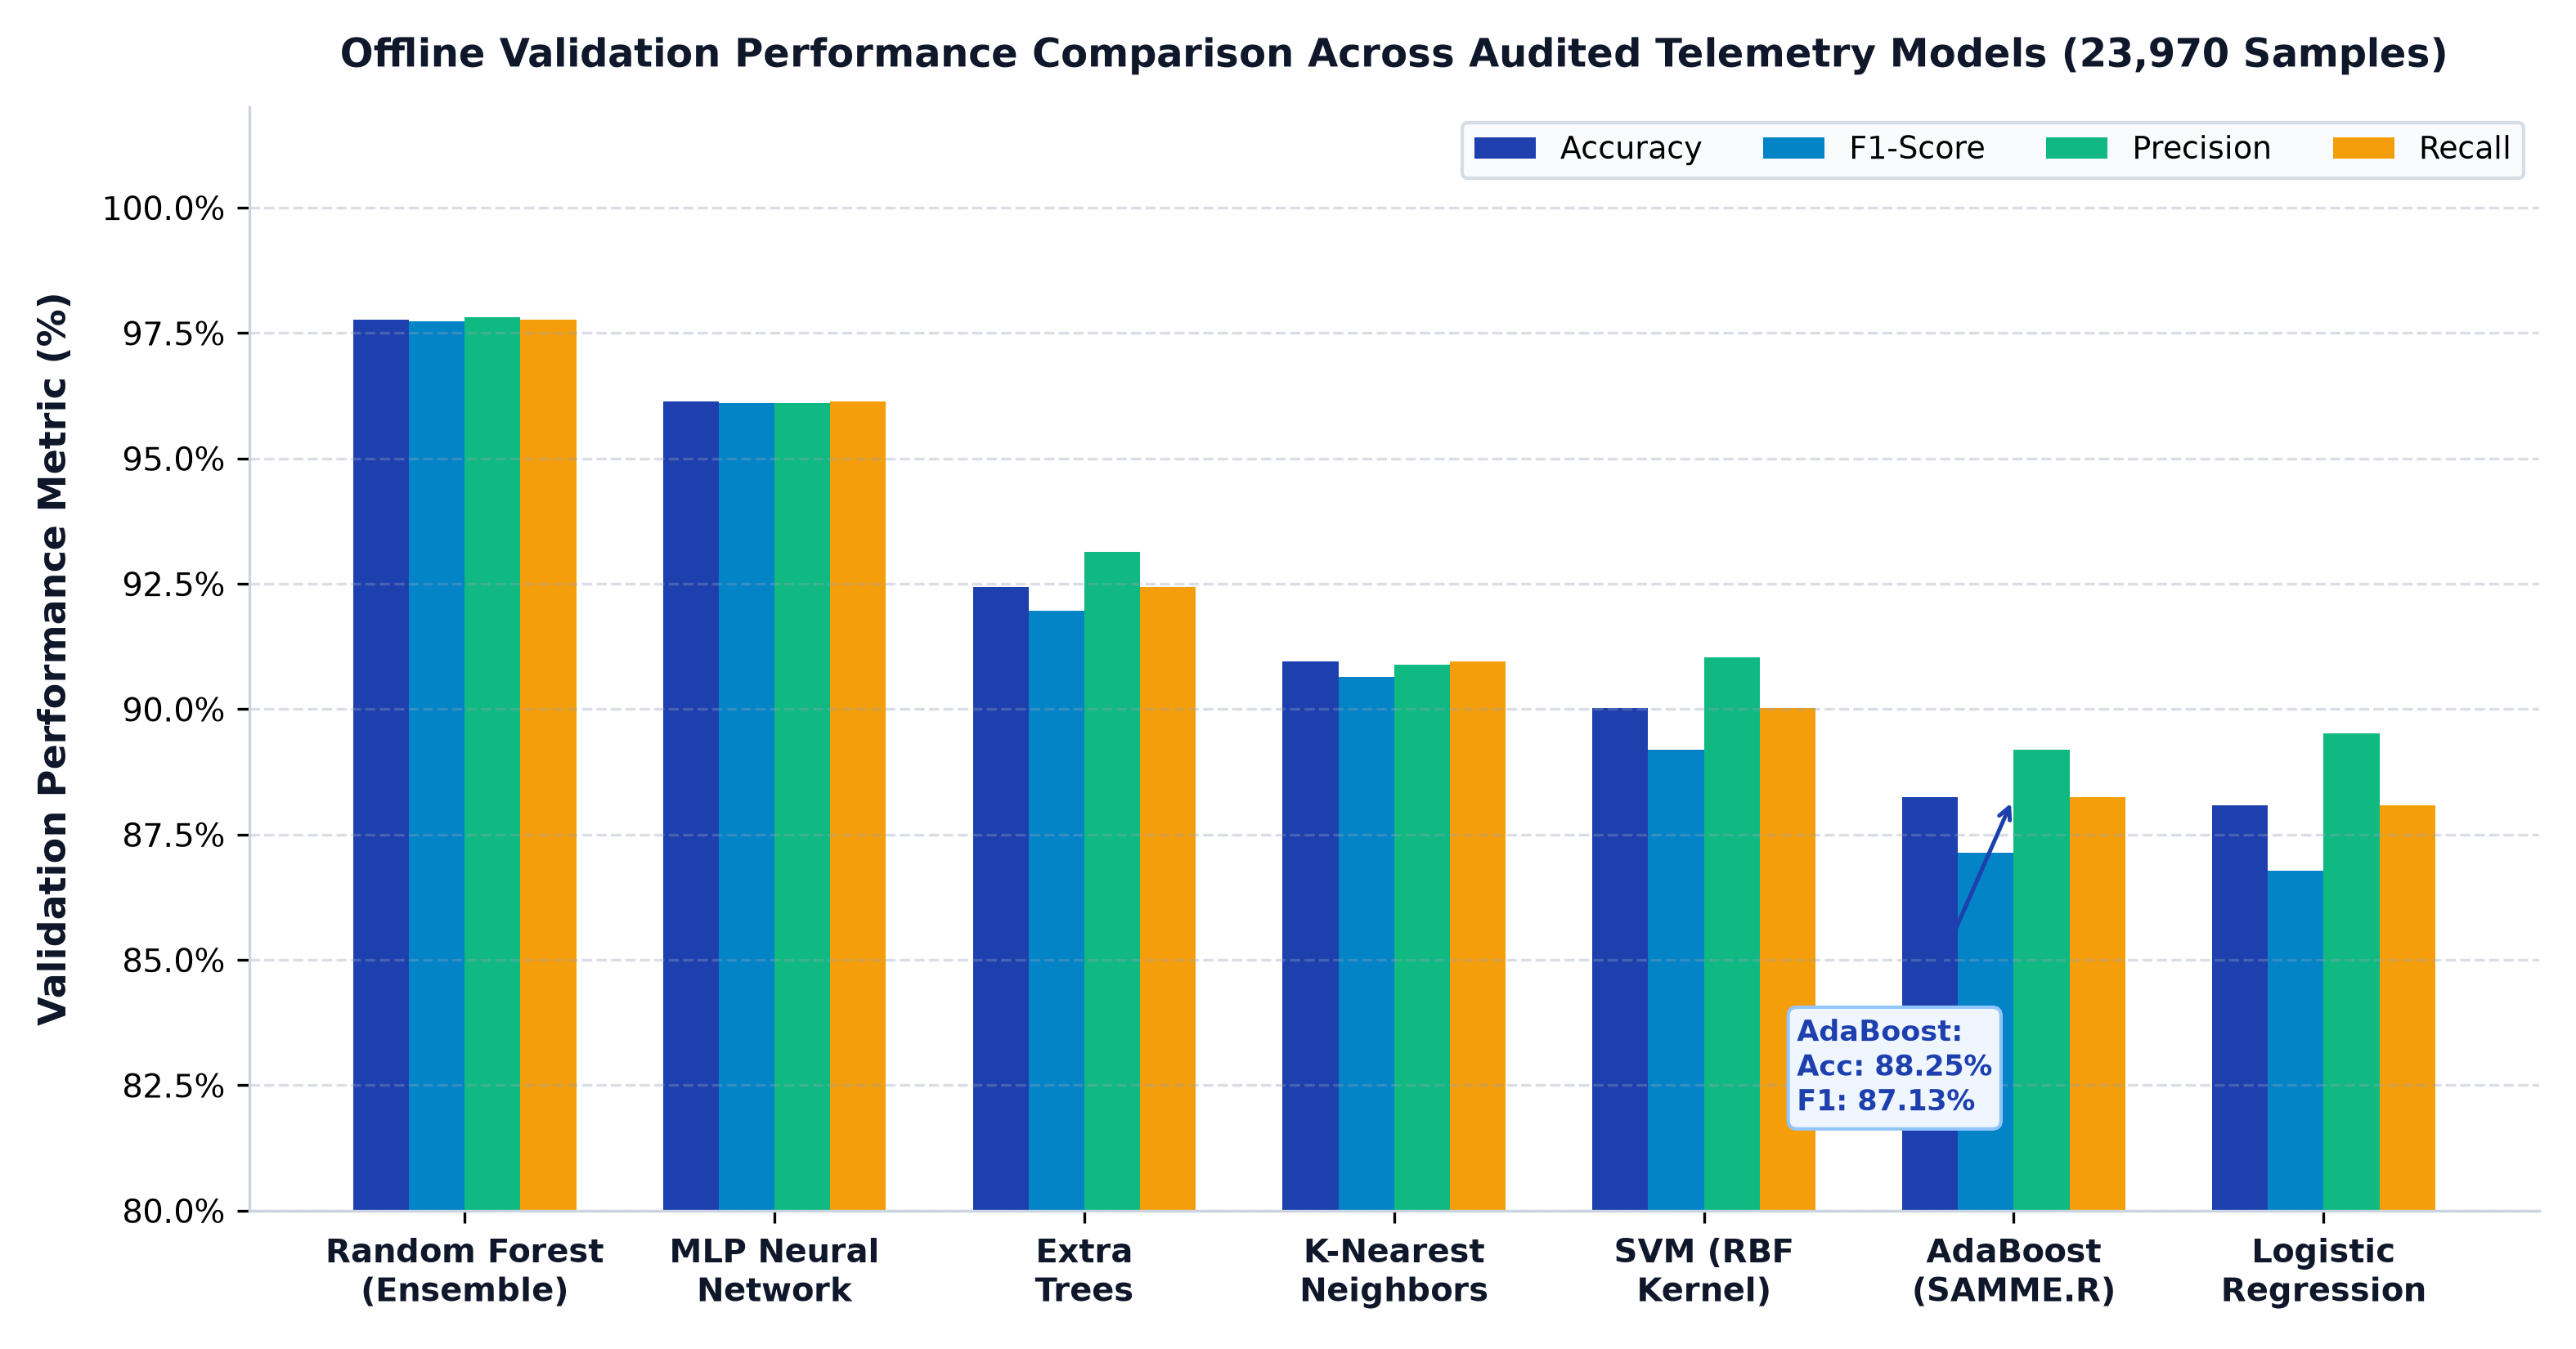 Offline Validation Performance Comparison Across Audited Telemetry Models (23,970 Samples)
Accuracy
F1-Score
Precision
Recall
Validation Performance Metric (%)
100.0%
97.5%
95.0%
92.5%
90.0%
87.5%
85.0%
82.5%
80.0%
AdaBoost:
Acc: 88.25%
F1: 87.13%
Random Forest
(Ensemble)
MLP Neural
Network
Extra
Trees
K-Nearest
Neighbors
SVM (RBF
Kernel)
AdaBoost
(SAMME.R)
Logistic
Regression